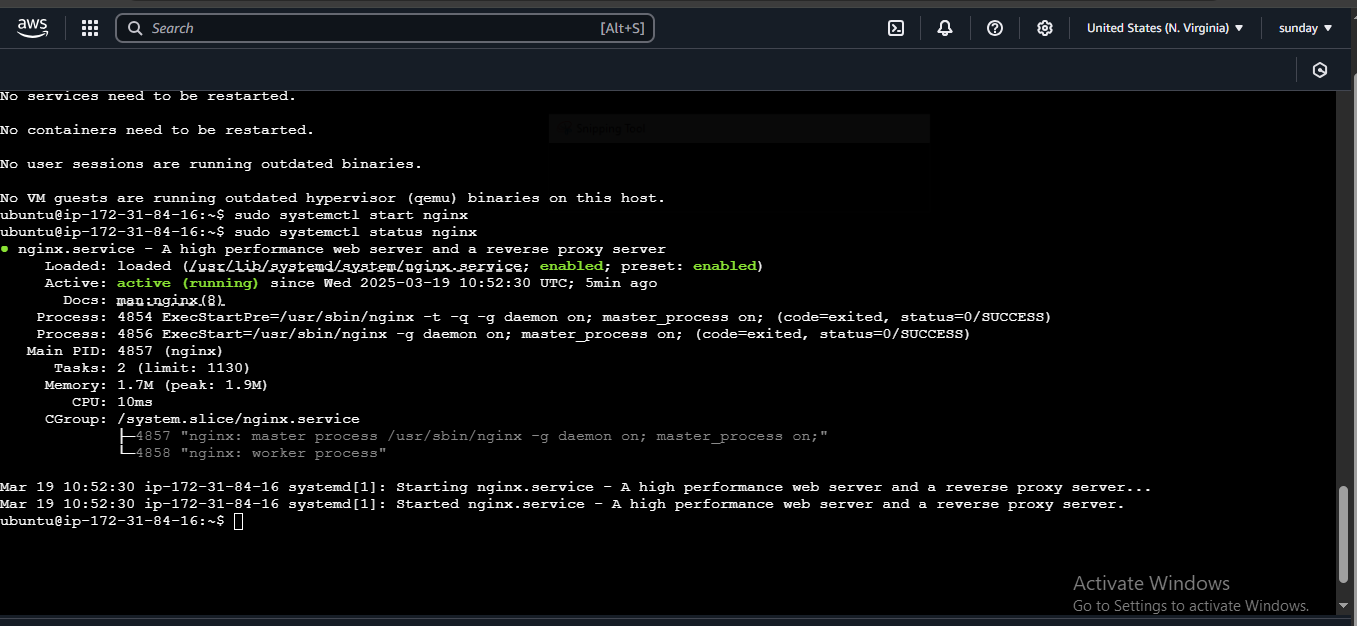 aws
Search [Alt+S]
United States (N. Virginia)
sunday
No services need to be restarted.
No containers need to be restarted.
Snipping Tool
No user sessions are running outdated binaries.
No VM guests are running outdated hypervisor (qemu) binaries on this host.
ubuntu@ip-172-31-84-16:~$ sudo systemctl start nginx
ubuntu@ip-172-31-84-16:~$ sudo systemctl status nginx
● nginx.service - A high performance web server and a reverse proxy server
Loaded: loaded (/usr/lib/systemd/system/nginx.service; enabled; preset: enabled)
Active: active (running) since Wed 2025-03-19 10:52:30 UTC; 5min ago
Docs: man:nginx(8)
Process: 4854 ExecStartPre=/usr/sbin/nginx -t -q -g daemon on; master_process on; (code=exited, status=0/SUCCESS)
Process: 4856 ExecStart=/usr/sbin/nginx -g daemon on; master_process on; (code=exited, status=0/SUCCESS)
Main PID: 4857 (nginx)
Tasks: 2 (limit: 1130)
Memory: 1.7M (peak: 1.9M)
CPU: 10ms
CGroup: /system.slice/nginx.service
├─4857 "nginx: master process /usr/sbin/nginx -g daemon on; master_process on;"
└─4858 "nginx: worker process"
Mar 19 10:52:30 ip-172-31-84-16 systemd[1]: Starting nginx.service - A high performance web server and a reverse proxy server...
Mar 19 10:52:30 ip-172-31-84-16 systemd[1]: Started nginx.service - A high performance web server and a reverse proxy server.
ubuntu@ip-172-31-84-16:~$
Activate Windows
Go to Settings to activate Windows.